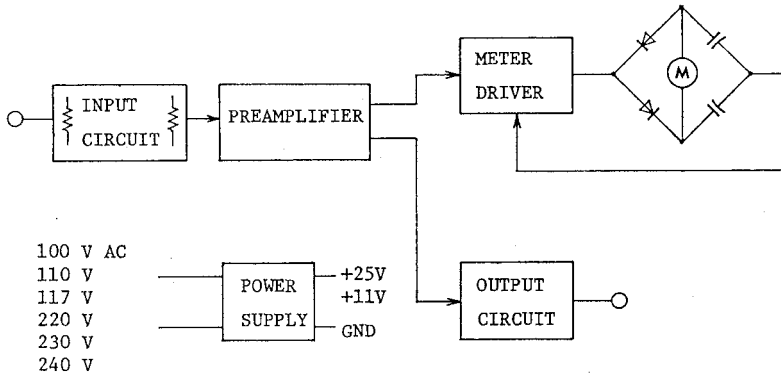 METER
DRIVER
M
INPUT
CIRCUIT
PREAMPLIFIER
100 V AC
110 V
117 V
220 V
230 V
240 V
POWER
SUPPLY
+25V
+11V
GND
OUTPUT
CIRCUIT